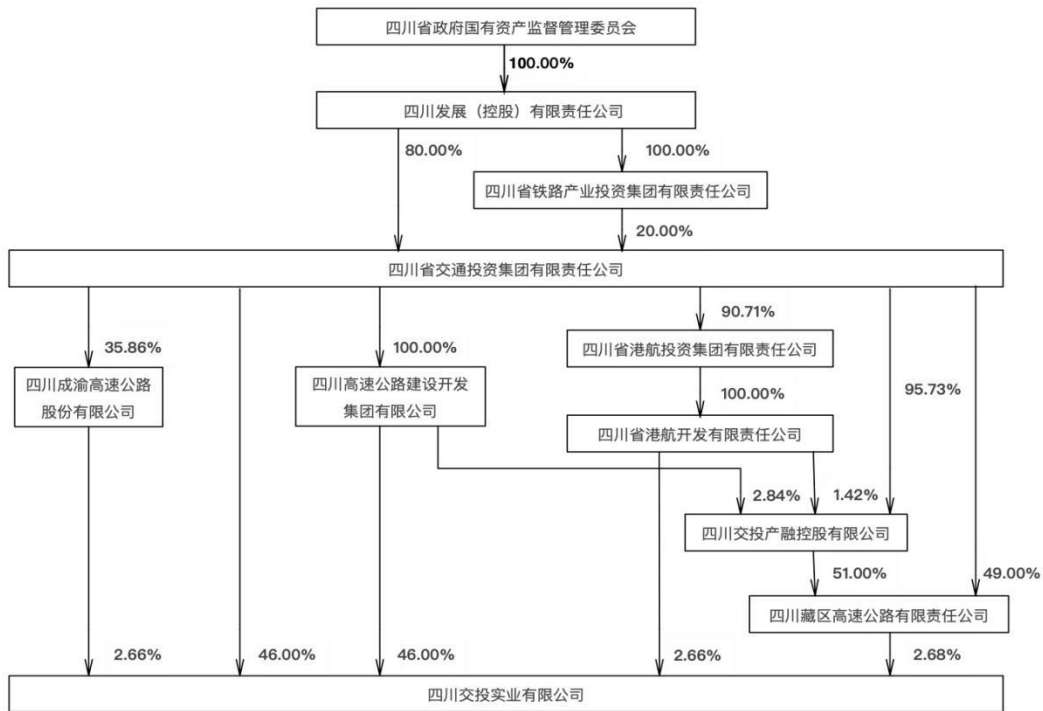 四川省政府国有资产监督管理委员会
100.00%
四川发展（控股）有限责任公司
80.00%
100.00%
四川省铁路产业投资集团有限责任公司
20.00%
四川省交通投资集团有限责任公司
35.86%
100.00%
90.71%
四川成渝高速公路
股份有限公司
四川高速公路建设开发
集团有限公司
四川省港航投资集团有限责任公司
95.73%
100.00%
四川省港航开发有限责任公司
2.84%
1.42%
四川交投产融控股有限公司
51.00%
49.00%
四川藏区高速公路有限责任公司
2.66%
46.00%
46.00%
2.66%
2.68%
四川交投实业有限公司